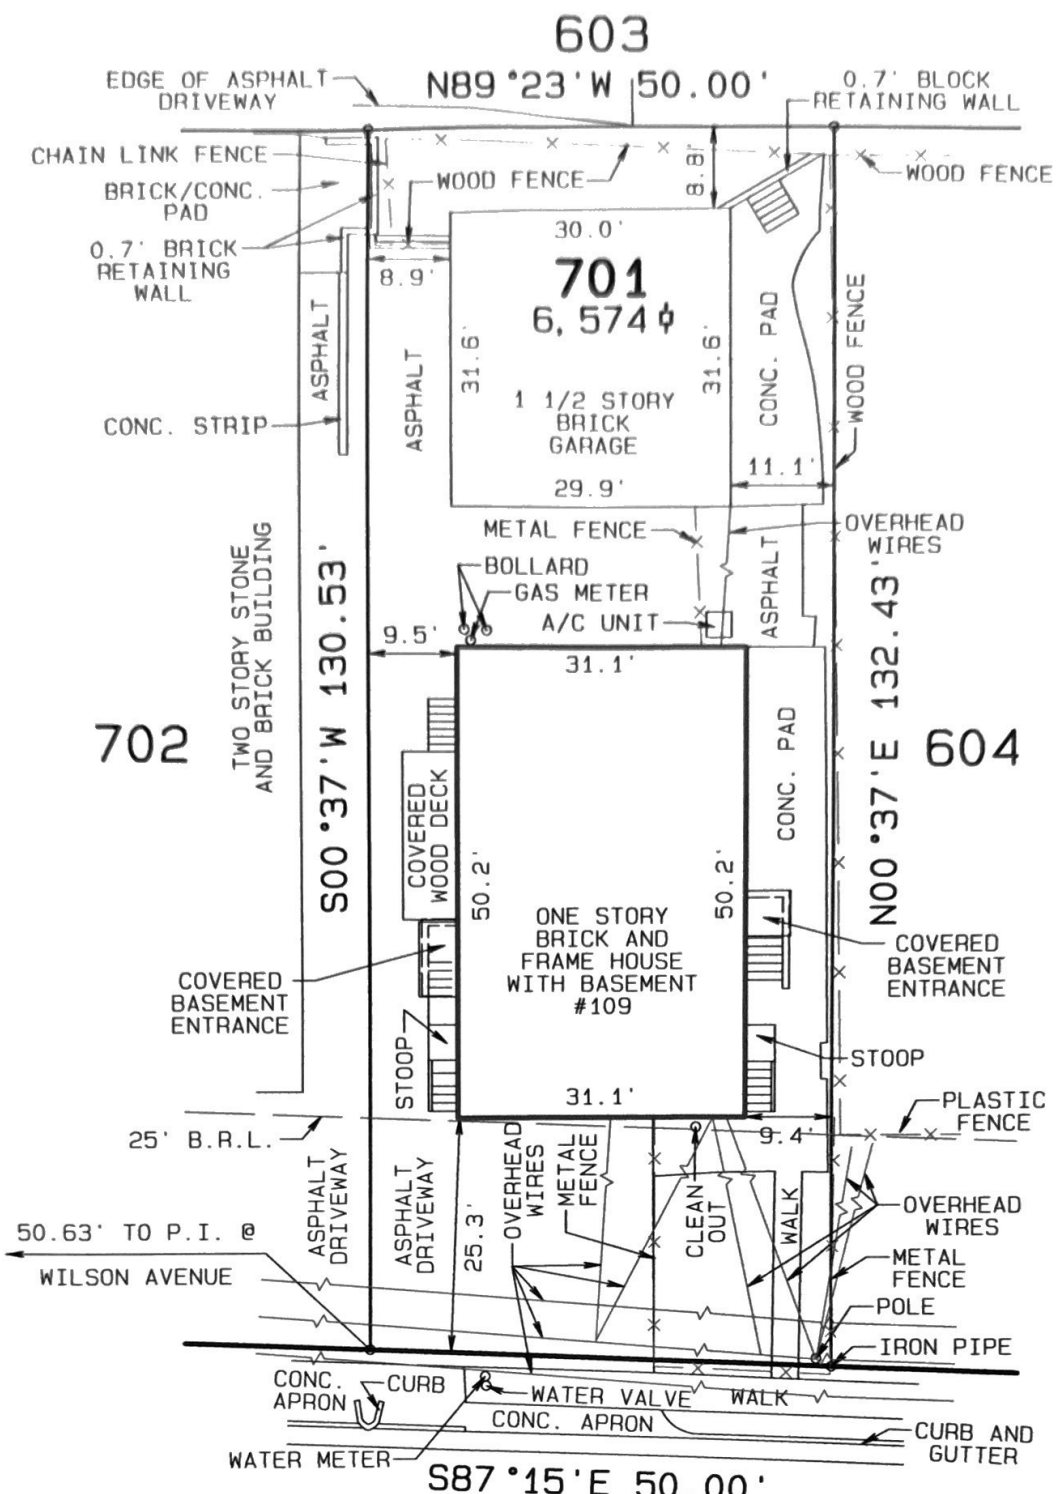 603
N89°23'W 50.00'
EDGE OF ASPHALT
DRIVEWAY
0.7' BLOCK
RETAINING WALL
CHAIN LINK FENCE
WOOD FENCE
8.8'
WOOD FENCE
BRICK/CONC.
PAD
0.7' BRICK
RETAINING
WALL
8.9'
30.0'
701
6,574
31.6'
31.6'
1 1/2 STORY
BRICK
GARAGE
29.9'
ASPHALT
ASPHALT
CONC. PAD
WOOD FENCE
CONC. STRIP
11.1'
METAL FENCE
OVERHEAD
WIRES
ASPHALT
BOLLARD
GAS METER
A/C UNIT
9.5'
31.1'
TWO STORY STONE
AND BRICK BUILDING
S00°37'W 130.53'
N00°37'E 132.43'
702
604
CONC. PAD
COVERED
WOOD DECK
50.2'
50.2'
ONE STORY
BRICK AND
FRAME HOUSE
WITH BASEMENT
#109
COVERED
BASEMENT
ENTRANCE
COVERED
BASEMENT
ENTRANCE
STOOP
STOOP
31.1'
9.4'
PLASTIC
FENCE
25' B.R.L.
ASPHALT
DRIVEWAY
ASPHALT
DRIVEWAY
25.3'
OVERHEAD
WIRES
METAL
FENCE
CLEAN
OUT
WALK
OVERHEAD
WIRES
METAL
FENCE
50.63' TO P.I. @
WILSON AVENUE
POLE
IRON PIPE
CONC.
APRON
CURB
WATER VALVE
WALK
CONC. APRON
CURB AND
GUTTER
WATER METER
S87°15'E 50.00'